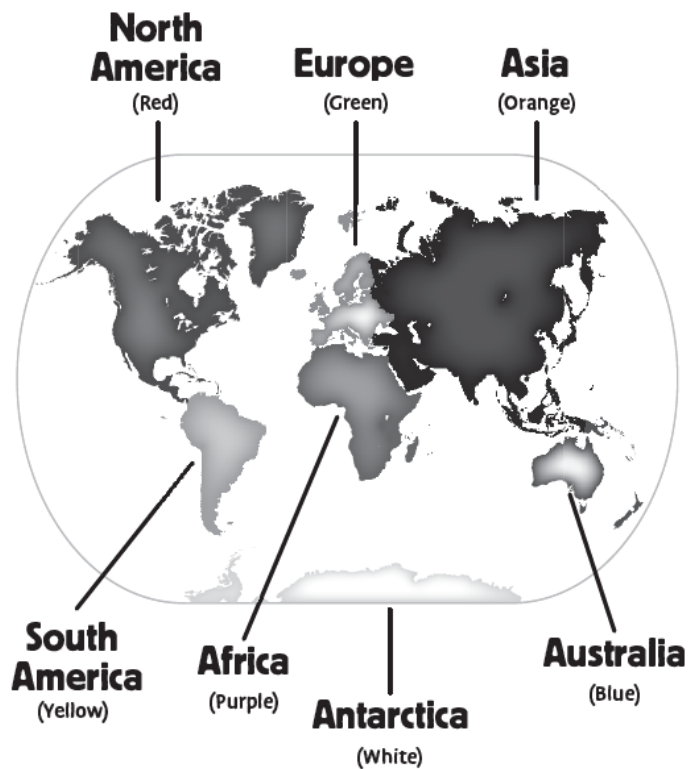 North
America
(Red)
Europe
(Green)
Asia
(Orange)
South
America
(Yellow)
Africa
(Purple)
Antarctica
(White)
Australia
(Blue)